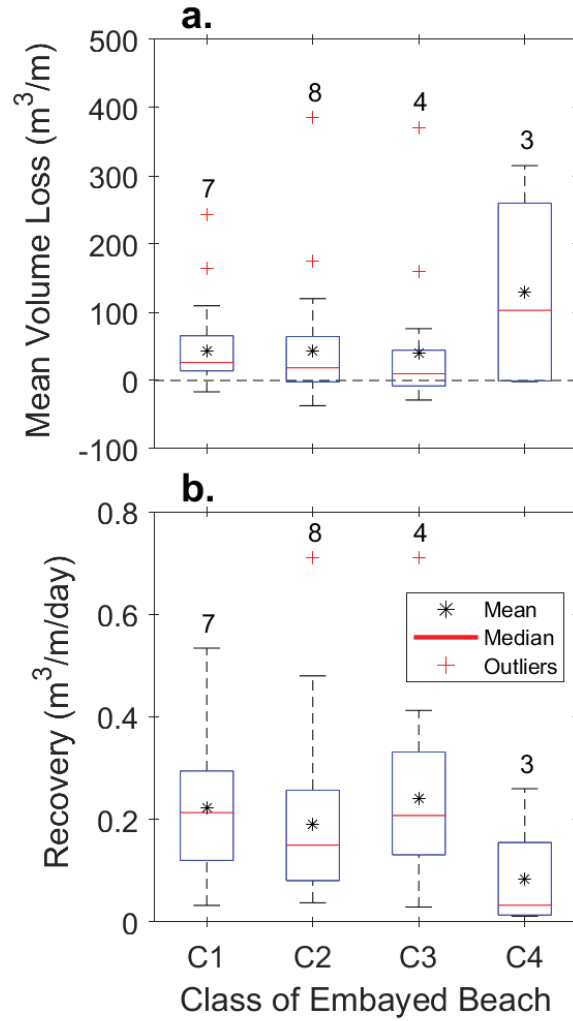 a.
500
400
300
200
100
0
-100
Mean Volume Loss (m³/m)
7
8
4
3
b.
0.8
0.6
0.4
0.2
0
Recovery (m³/m/day)
7
8
4
3
Mean
Median
Outliers
C1 C2 C3 C4
Class of Embayed Beach